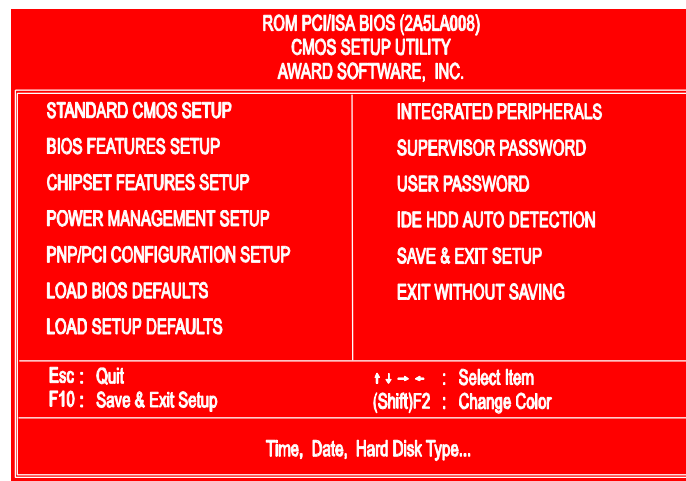 ROM PCI/ISA BIOS (2A5LA008)
CMOS SETUP UTILITY
AWARD SOFTWARE, INC.
STANDARD CMOS SETUP
BIOS FEATURES SETUP
CHIPSET FEATURES SETUP
POWER MANAGEMENT SETUP
PNP/PCI CONFIGURATION SETUP
LOAD BIOS DEFAULTS
LOAD SETUP DEFAULTS
INTEGRATED PERIPHERALS
SUPERVISOR PASSWORD
USER PASSWORD
IDE HDD AUTO DETECTION
SAVE & EXIT SETUP
EXIT WITHOUT SAVING
Esc : Quit
F10 : Save & Exit Setup
↑ ↓ → ← : Select Item
(Shift)F2 : Change Color
Time, Date, Hard Disk Type...